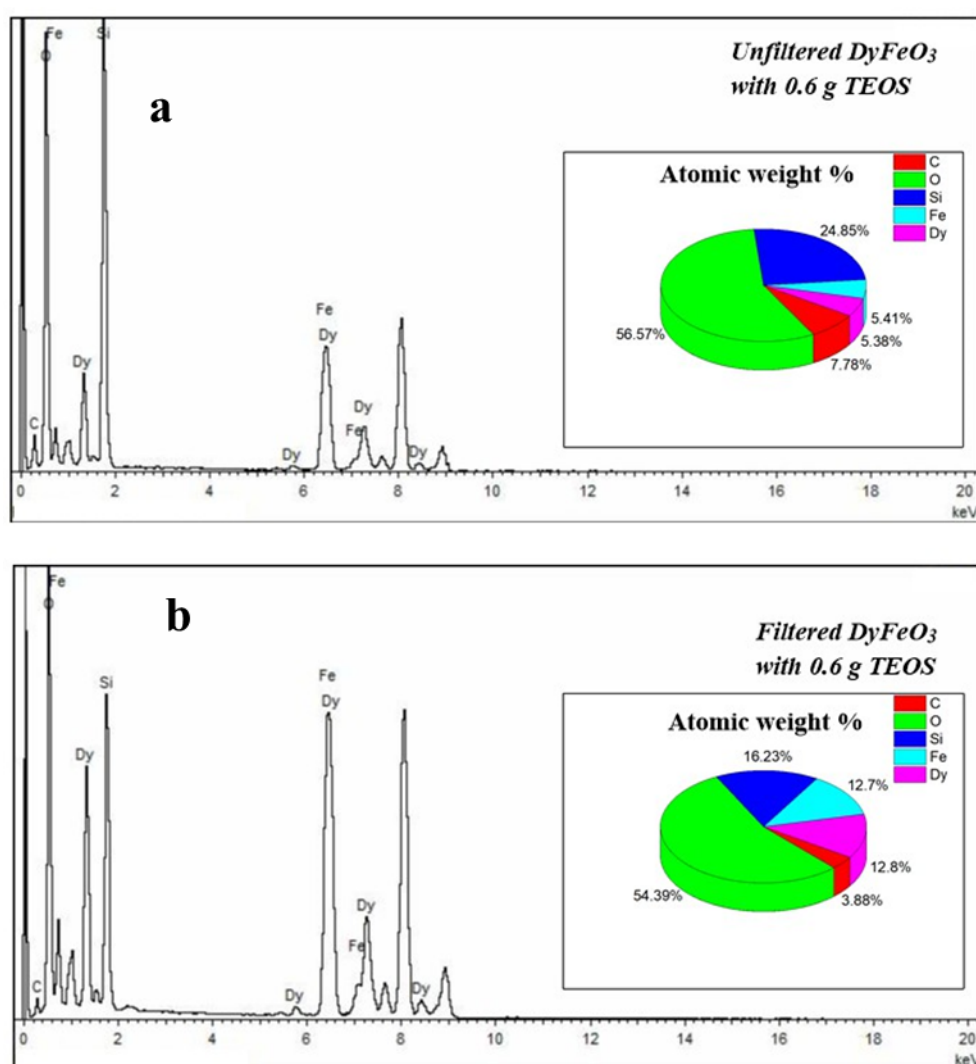 Fe
Si
O
a
Unfiltered DyFeO₃
with 0.6 g TEOS
Atomic weight %
C
O
Si
Fe
Dy
24.85%
5.41%
5.38%
7.78%
56.57%
Fe
Dy
Dy
Dy
C
Fe
Dy
Dy
0 2 4 6 8 10 12 14 16 18 20
keV
Fe
O
b
Filtered DyFeO₃
with 0.6 g TEOS
Si
Fe
Dy
Atomic weight %
C
O
Si
Fe
Dy
16.23%
12.7%
12.8%
3.88%
54.39%
Dy
Dy
Fe
C
Dy
Dy
0 2 4 6 8 10 12 14 16 18 20
keV